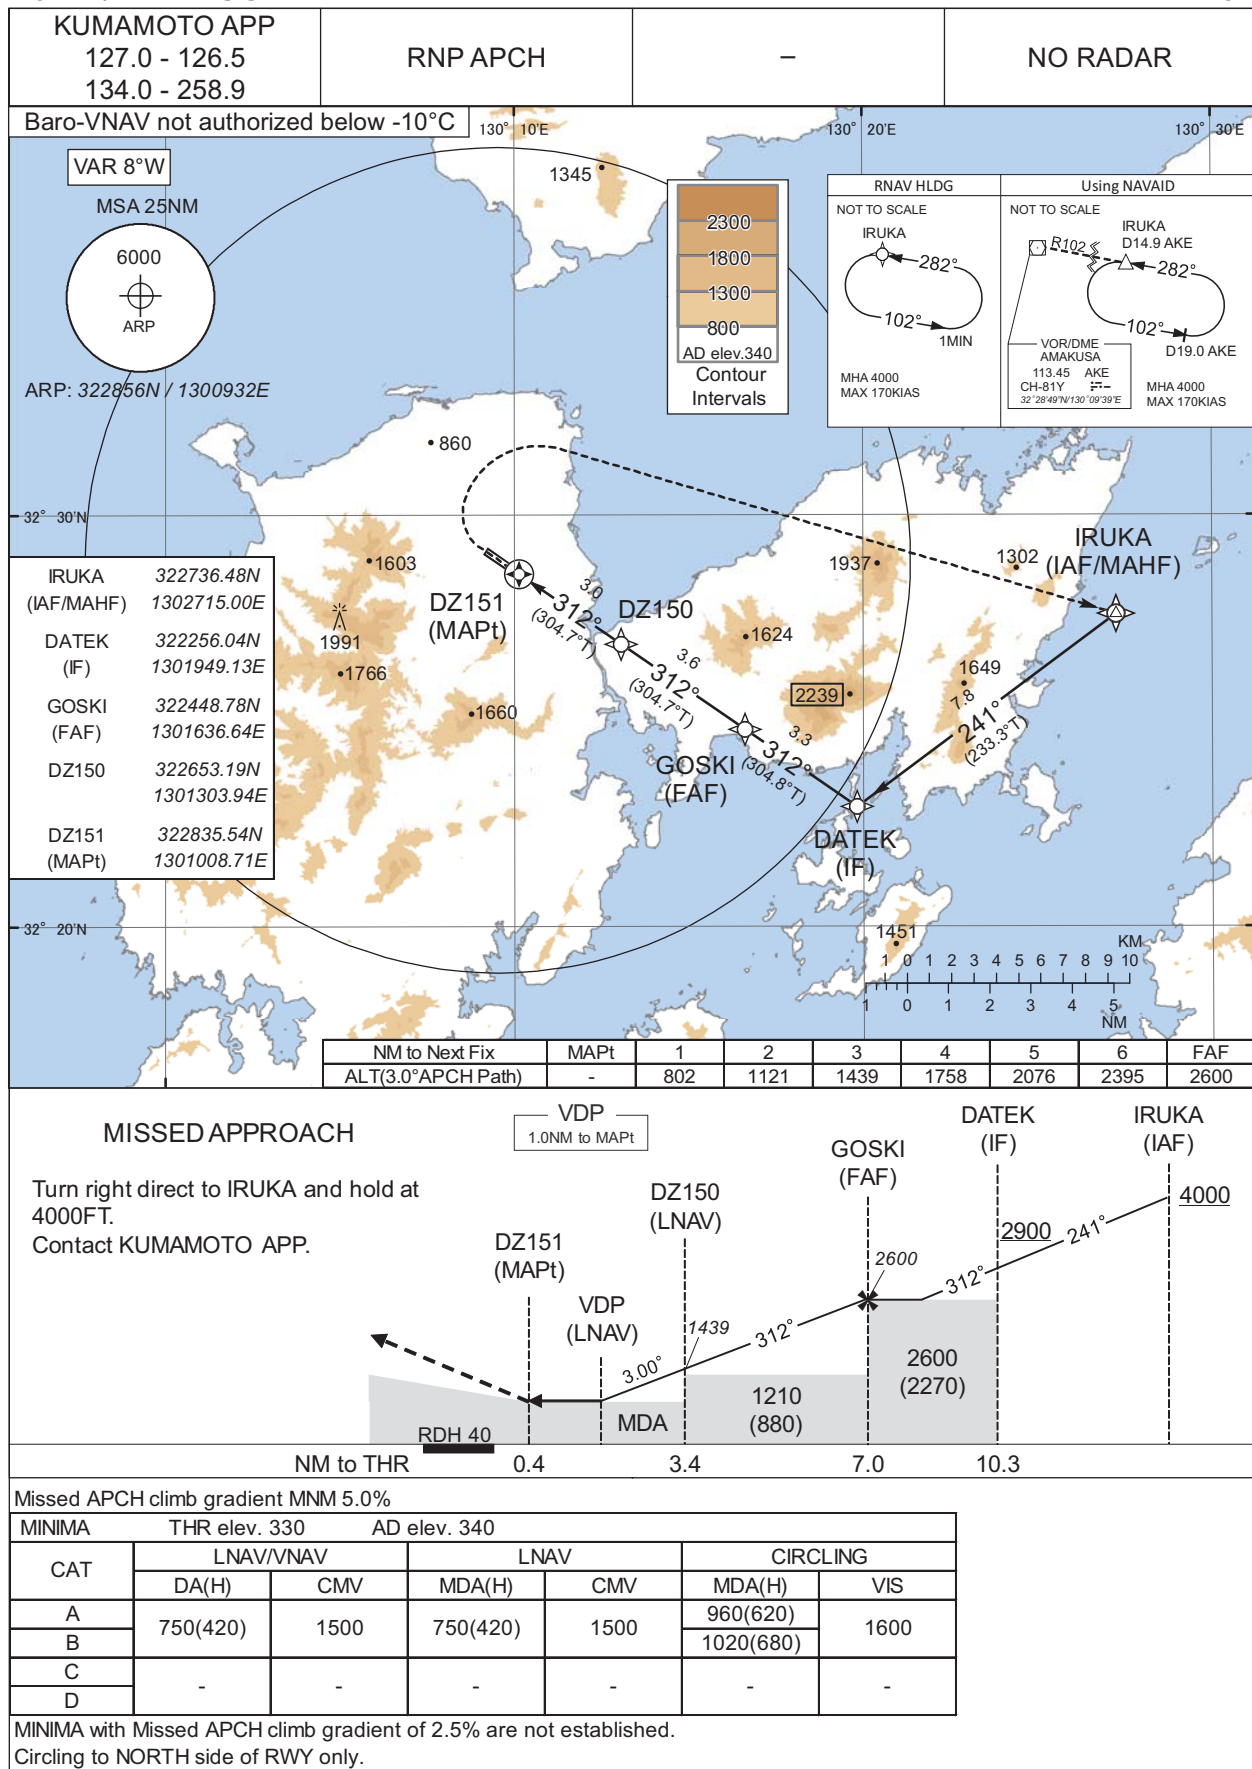 KUMAMOTO APP
127.0 - 126.5
134.0 - 258.9
RNP APCH
–
NO RADAR
Baro-VNAV not authorized below -10°C
130° 10'E
130° 20'E
130° 30'E
VAR 8°W
MSA 25NM
6000
ARP
ARP: 322856N / 1300932E
1345
2300
1800
1300
800
AD elev.340
Contour
Intervals
RNAV HLDG
NOT TO SCALE
IRUKA
282°
102°
1MIN
MHA 4000
MAX 170KIAS
Using NAVAID
NOT TO SCALE
IRUKA
D14.9 AKE
R102
282°
102°
D19.0 AKE
VOR/DME
AMAKUSA
113.45 AKE
CH-81Y
32°28'49"N/130°09'39"E
MHA 4000
MAX 170KIAS
860
32° 30'N
1603
1991
1766
1660
1937
1302
1624
1649
2239
1451
IRUKA
(IAF/MAHF)
DZ151
(MAPt)
DZ150
GOSKI
(FAF)
DATEK
(IF)
3.0
312°
(304.7°T)
3.6
312°
(304.7°T)
3.3
312°
(304.8°T)
7.8
241°
(233.3°T)
IRUKA 322736.48N
(IAF/MAHF) 1302715.00E
DATEK 322256.04N
(IF) 1301949.13E
GOSKI 322448.78N
(FAF) 1301636.64E
DZ150 322653.19N
1301303.94E
DZ151 322835.54N
(MAPt) 1301008.71E
32° 20'N
KM
1 0 1 2 3 4 5 6 7 8 9 10
1 0 1 2 3 4 5
NM
NM to Next Fix MAPt 1 2 3 4 5 6 FAF
ALT(3.0°APCH Path) - 802 1121 1439 1758 2076 2395 2600
MISSED APPROACH
Turn right direct to IRUKA and hold at
4000FT.
Contact KUMAMOTO APP.
VDP
1.0NM to MAPt
DZ151
(MAPt)
VDP
(LNAV)
DZ150
(LNAV)
GOSKI
(FAF)
DATEK
(IF)
IRUKA
(IAF)
4000
2900
241°
312°
2600
1439
312°
3.00°
2600
(2270)
1210
(880)
MDA
RDH 40
NM to THR 0.4 3.4 7.0 10.3
Missed APCH climb gradient MNM 5.0%
MINIMA THR elev. 330 AD elev. 340
CAT LNAV/VNAV LNAV CIRCLING
DA(H) CMV MDA(H) CMV MDA(H) VIS
A 750(420) 1500 750(420) 1500 960(620) 1600
B 1020(680)
C - - - - - -
D
MINIMA with Missed APCH climb gradient of 2.5% are not established.
Circling to NORTH side of RWY only.